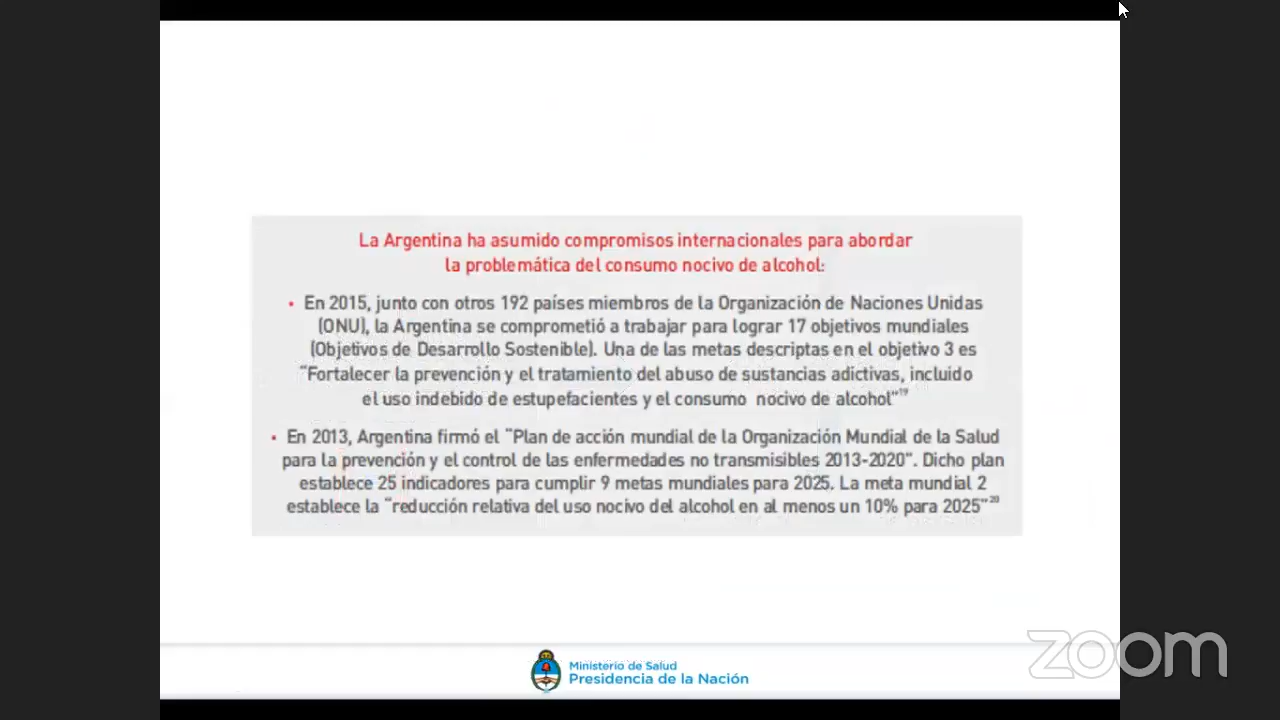 La Argentina ha asumido compromisos internacionales para abordar
la problemática del consumo nocivo de alcohol:
• En 2015, junto con otros 192 países miembros de la Organización de Naciones Unidas
(ONU), la Argentina se comprometió a trabajar para lograr 17 objetivos mundiales
(Objetivos de Desarrollo Sostenible). Una de las metas descriptas en el objetivo 3 es
“Fortalecer la prevención y el tratamiento del abuso de sustancias adictivas, incluido
el uso indebido de estupefacientes y el consumo nocivo de alcohol”19
• En 2013, Argentina firmó el “Plan de acción mundial de la Organización Mundial de la Salud
para la prevención y el control de las enfermedades no transmisibles 2013-2020”. Dicho plan
establece 25 indicadores para cumplir 9 metas mundiales para 2025. La meta mundial 2
establece la “reducción relativa del uso nocivo del alcohol en al menos un 10% para 2025”20
Ministerio de Salud
Presidencia de la Nación
zoom